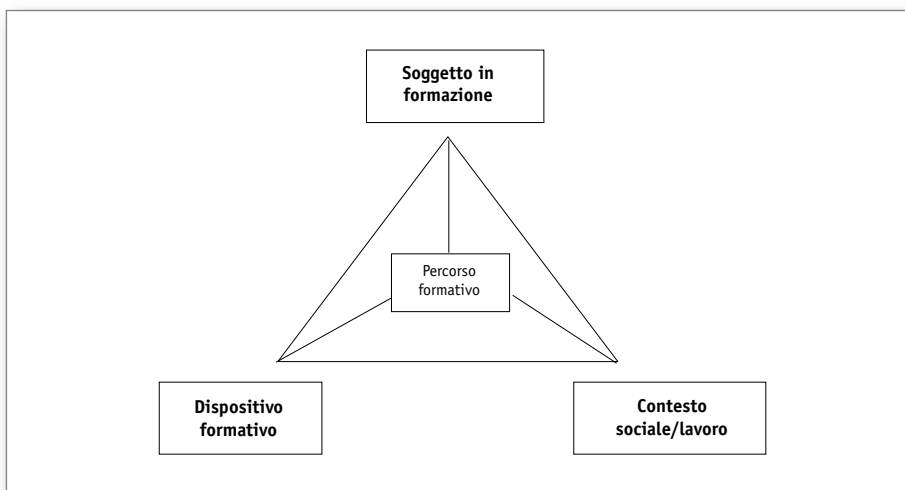 Soggetto in
formazione
Percorso
formativo
Dispositivo
formativo
Contesto
sociale/lavoro